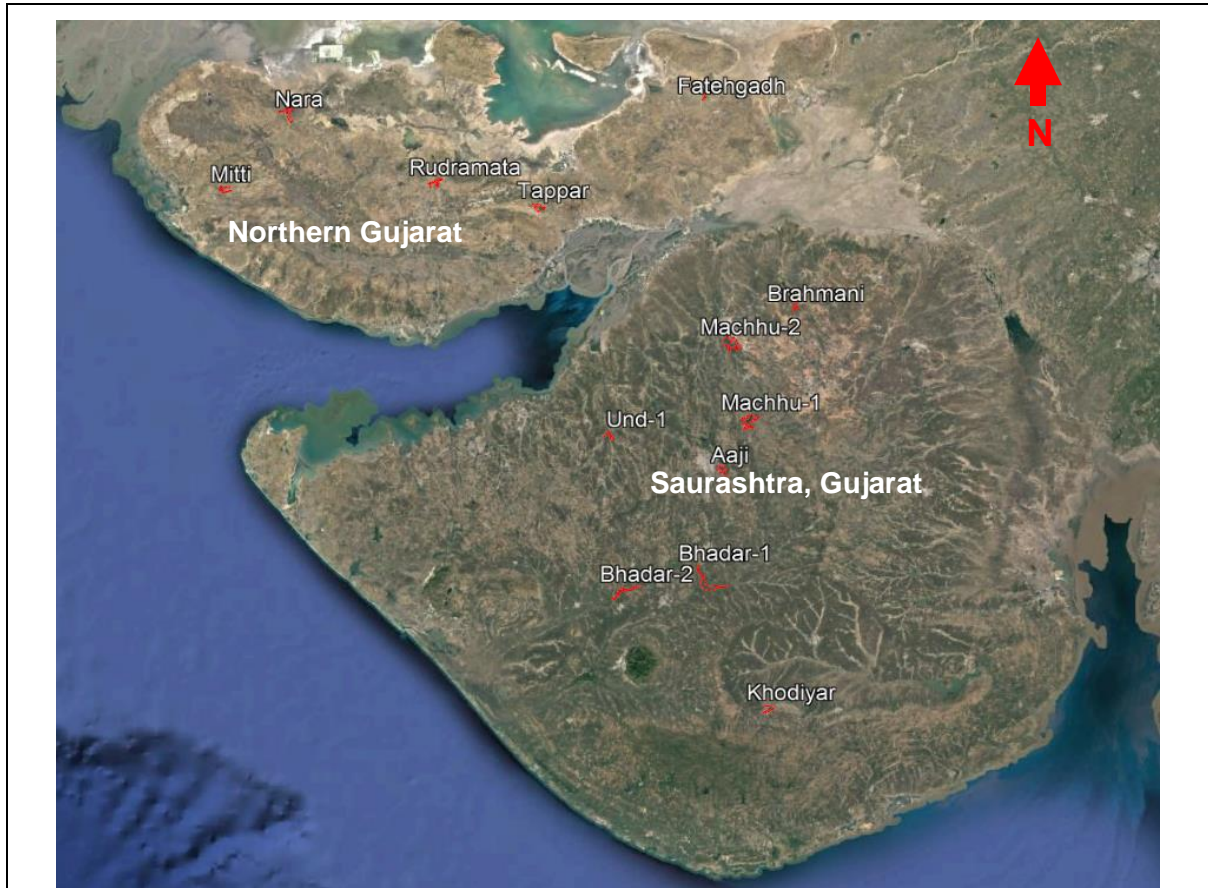 Fatehgadh
Nara
N
Rudramata
Mitti
Tappar
Northern Gujarat
Brahmani
Machhu-2
Machhu-1
Und-1
Aaji
Saurashtra, Gujarat
Bhadar-1
Bhadar-2
Khodiyar